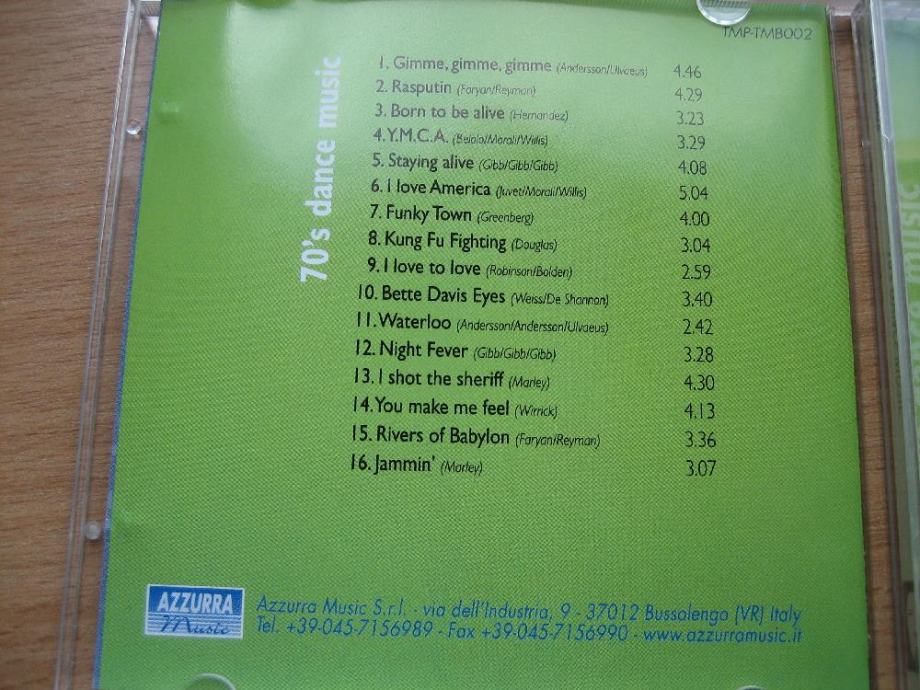 TMP-TMB002
70's dance music
1. Gimme, gimme, gimme (Andersson/Ulvaeus) 4.46
2. Rasputin (Faryan/Reyman) 4.29
3. Born to be alive (Hernandez) 3.23
4. Y.M.C.A. (Belolo/Morali/Willis) 3.29
5. Staying alive (Gibb/Gibb/Gibb) 4.08
6. I love America (Juvet/Morali/Willis) 5.04
7. Funky Town (Greenberg) 4.00
8. Kung Fu Fighting (Douglas) 3.04
9. I love to love (Robinson/Bolden) 2.59
10. Bette Davis Eyes (Weiss/De Shannon) 3.40
11. Waterloo (Andersson/Andersson/Ulvaeus) 2.42
12. Night Fever (Gibb/Gibb/Gibb) 3.28
13. I shot the sheriff (Marley) 4.30
14. You make me feel (Wirrick) 4.13
15. Rivers of Babylon (Faryan/Reyman) 3.36
16. Jammin' (Marley) 3.07
AZZURRA
Music
Azzurra Music S.r.l. - via dell'Industria, 9 - 37012 Bussolengo (VR) Italy
Tel. +39-045-7156989 - Fax +39-045-7156990 - www.azzurramusic.it